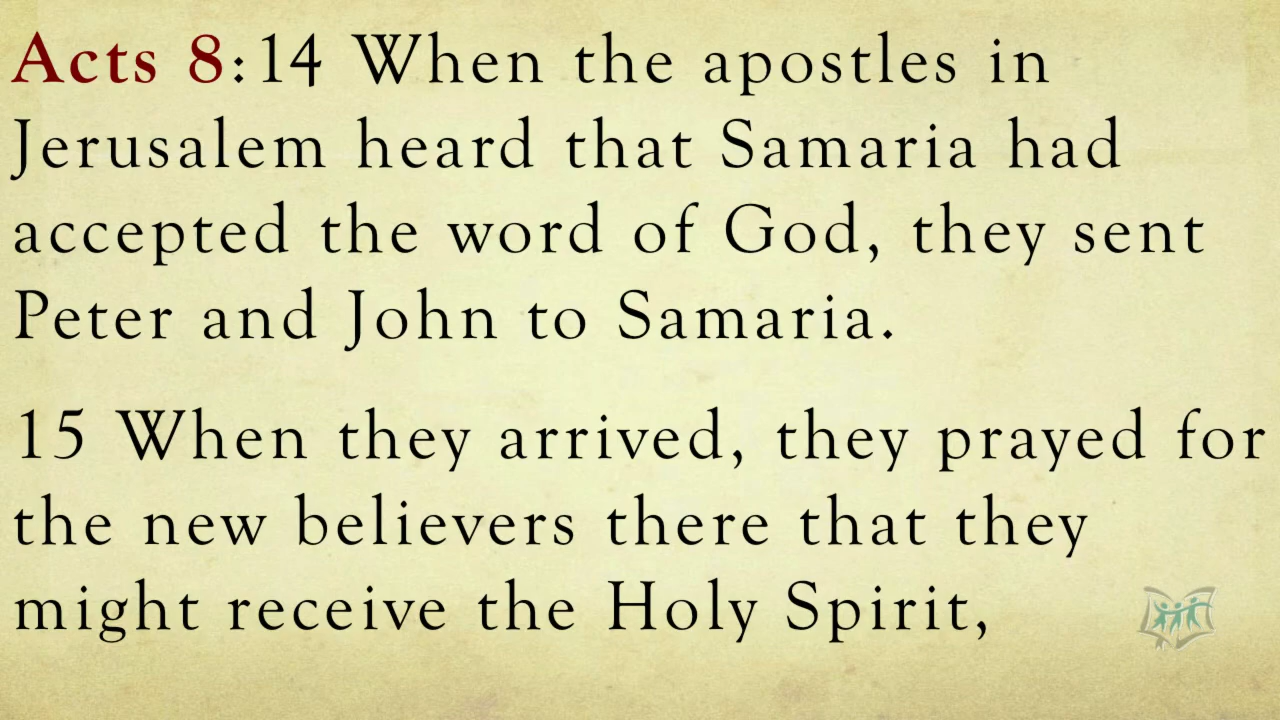 Acts 8:14 When the apostles in
Jerusalem heard that Samaria had
accepted the word of God, they sent
Peter and John to Samaria.
15 When they arrived, they prayed for
the new believers there that they
might receive the Holy Spirit,